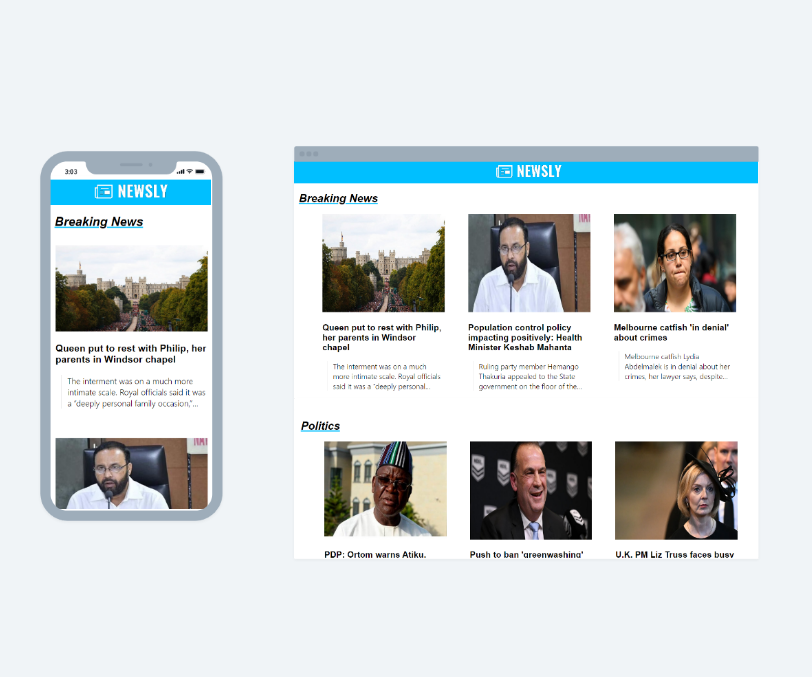 3:03
NEWSLY
Breaking News
Queen put to rest with Philip, her
parents in Windsor chapel
The interment was on a much
more intimate scale. Royal officials
said it was
a "deeply personal family occasion,"...
NEWSLY
Breaking News
Queen put to rest with Philip,
her parents in Windsor
chapel
The interment was on a much
more intimate scale. Royal officials
said it was a "deeply personal...
Population control policy
impacting positively: Health
Minister Keshab Mahanta
Ruling party member Hemango
Thakuria appealed to the State
government on the floor of the...
Melbourne catfish 'in denial'
about crimes
Melbourne catfish Lydia
Abdelmalek is in denial about her
crimes, her lawyer says, despite...
Politics
PDP: Ortom warns Atiku,
Push to ban 'greenwashing'
U.K. PM Liz Truss faces busy